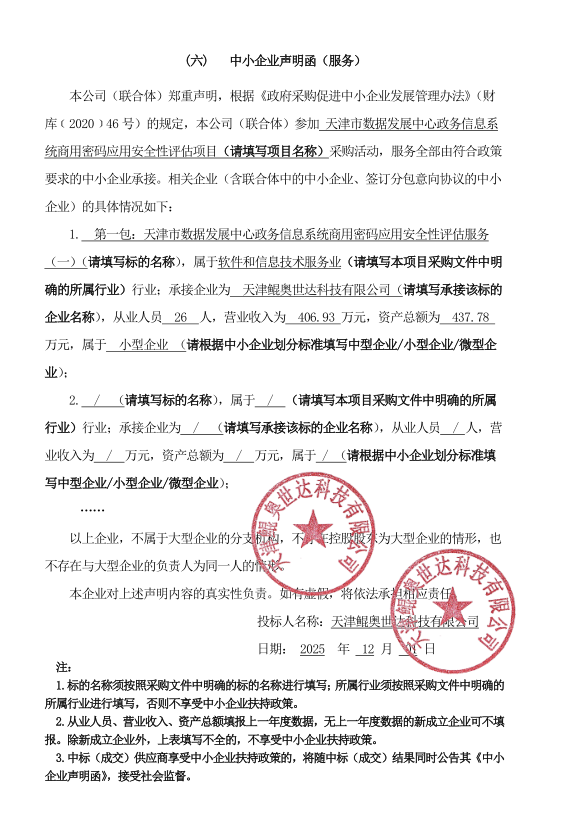 (六) 中小企业声明函（服务）
本公司（联合体）郑重声明，根据《政府采购促进中小企业发展管理办法》（财
库﹝2020﹞46 号）的规定，本公司（联合体）参加 天津市数据发展中心政务信息系
统商用密码应用安全性评估项目（请填写项目名称）采购活动，服务全部由符合政策
要求的中小企业承接。相关企业（含联合体中的中小企业、签订分包意向协议的中小
企业）的具体情况如下：
1. 第一包：天津市数据发展中心政务信息系统商用密码应用安全性评估服务
（一）（请填写标的名称），属于软件和信息技术服务业（请填写本项目采购文件中明
确的所属行业）行业；承接企业为 天津鲲奥世达科技有限公司（请填写承接该标的
企业名称），从业人员 26 人，营业收入为 406.93 万元，资产总额为 437.78
万元，属于 小型企业 （请根据中小企业划分标准填写中型企业/小型企业/微型企
业）；
2. / （请填写标的名称），属于 / （请填写本项目采购文件中明确的所属
行业）行业；承接企业为 / （请填写承接该标的企业名称），从业人员 / 人，营
业收入为 / 万元，资产总额为 / 万元，属于 / （请根据中小企业划分标准填
写中型企业/小型企业/微型企业）；
……
以上企业，不属于大型企业的分支机构，不存在控股股东为大型企业的情形，也
不存在与大型企业的负责人为同一人的情形。
本企业对上述声明内容的真实性负责。如有虚假，将依法承担相应责任。
投标人名称：天津鲲奥世达科技有限公司
日期： 2025 年 12 月 01 日
天津鲲奥世达科技有限公司
天津鲲奥世达科技有限公司
注：
1.标的名称须按照采购文件中明确的标的名称进行填写；所属行业须按照采购文件中明确的
所属行业进行填写，否则不享受中小企业扶持政策。
2.从业人员、营业收入、资产总额填报上一年度数据，无上一年度数据的新成立企业可不填
报。除新成立企业外，上表填写不全的，不享受中小企业扶持政策。
3.中标（成交）供应商享受中小企业扶持政策的，将随中标（成交）结果同时公告其《中小
企业声明函》，接受社会监督。